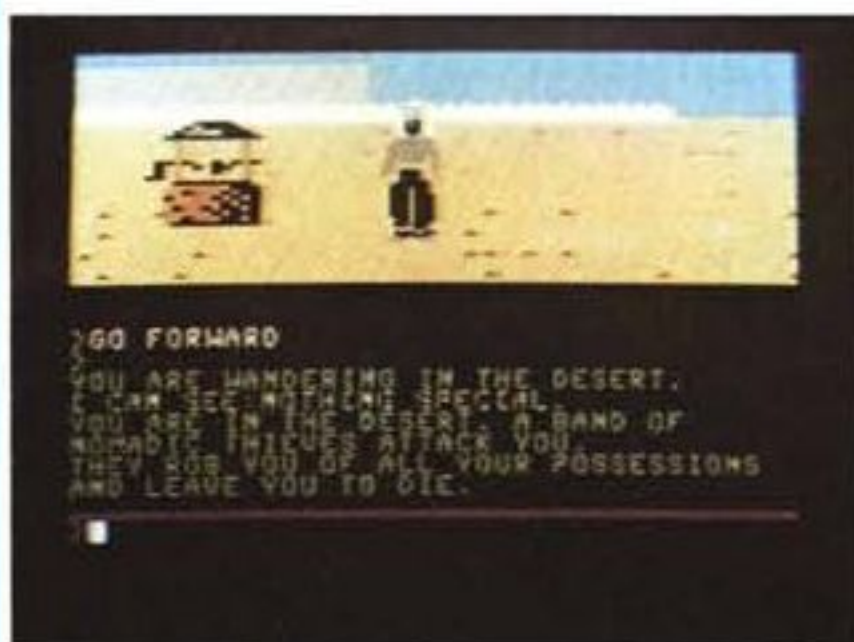 >GO FORWARD
YOU ARE WANDERING IN THE DESERT.
I CAN SEE NOTHING SPECIAL.
YOU ARE IN THE DESERT. A BAND OF
NOMADIC THIEVES ATTACK YOU.
THEY ROB YOU OF ALL YOUR POSSESSIONS
AND LEAVE YOU TO DIE.